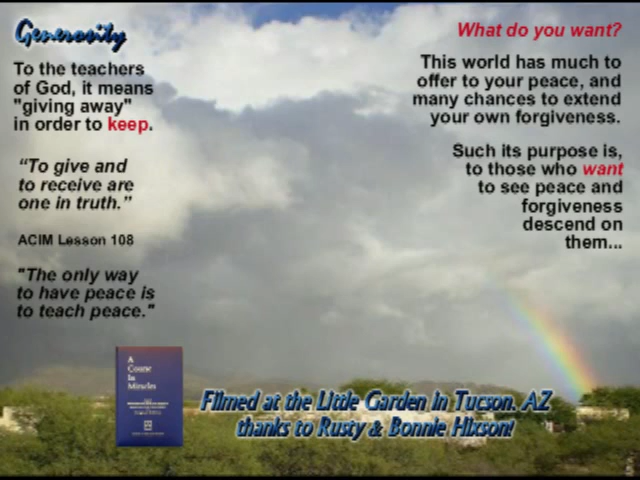 Generosity
To the teachers
of God, it means
"giving away"
in order to keep.
“To give and
to receive are
one in truth.”
ACIM Lesson 108
"The only way
to have peace is
to teach peace."
What do you want?
This world has much to
offer to your peace, and
many chances to extend
your own forgiveness.
Such its purpose is,
to those who want
to see peace and
forgiveness
descend on
them...
A
Course
In
Miracles
Filmed at the Little Garden in Tucson, AZ
thanks to Rusty & Bonnie Hixson!